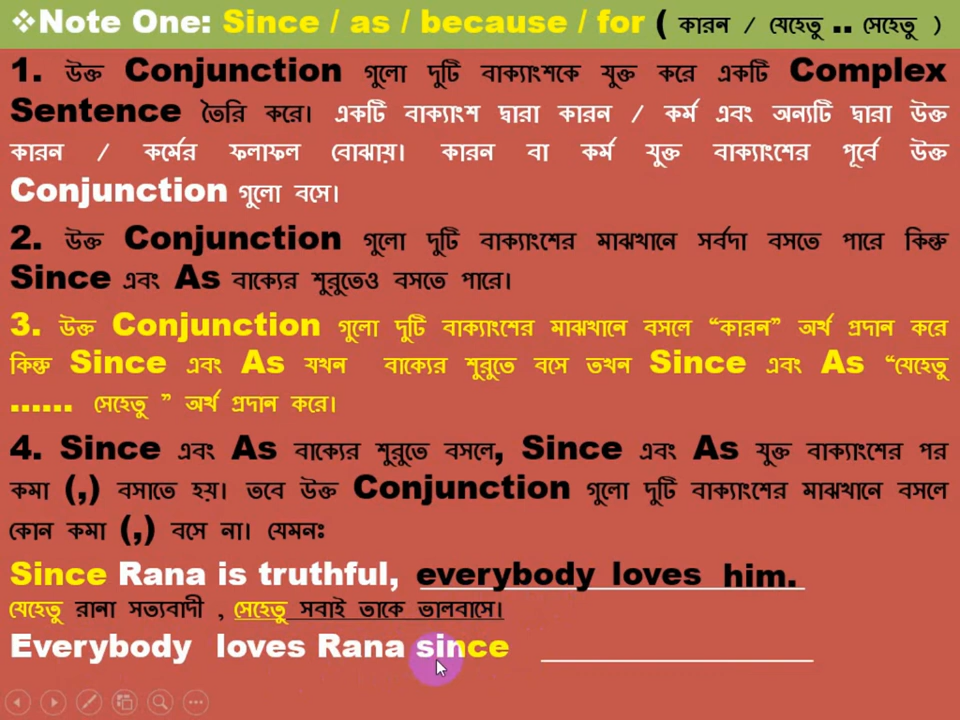 ❖Note One: Since / as / because / for ( কারন / যেহেতু .. সেহেতু )
1. উক্ত Conjunction গুলো দুটি বাক্যাংশকে যুক্ত করে একটি Complex
Sentence তৈরি করে। একটি বাক্যাংশ দ্বারা কারন / কর্ম এবং অন্যটি দ্বারা উক্ত
কারন / কর্মের ফলাফল বোঝায়। কারন বা কর্ম যুক্ত বাক্যাংশের পূর্বে উক্ত
Conjunction গুলো বসে।
2. উক্ত Conjunction গুলো দুটি বাক্যাংশের মাঝখানে সর্বদা বসতে পারে কিন্তু
Since এবং As বাক্যের শুরুতেও বসতে পারে।
3. উক্ত Conjunction গুলো দুটি বাক্যাংশের মাঝখানে বসলে “কারন” অর্থ প্রদান করে
কিন্তু Since এবং As যখন বাক্যের শুরুতে বসে তখন Since এবং As “যেহেতু
...... সেহেতু ” অর্থ প্রদান করে।
4. Since এবং As বাক্যের শুরুতে বসলে, Since এবং As যুক্ত বাক্যাংশের পর
কমা (,) বসাতে হয়। তবে উক্ত Conjunction গুলো দুটি বাক্যাংশের মাঝখানে বসলে
কোন কমা (,) বসে না। যেমনঃ
Since Rana is truthful, everybody loves him.
যেহেতু রানা সত্যবাদী , সেহেতু সবাই তাকে ভালবাসে।
Everybody loves Rana since